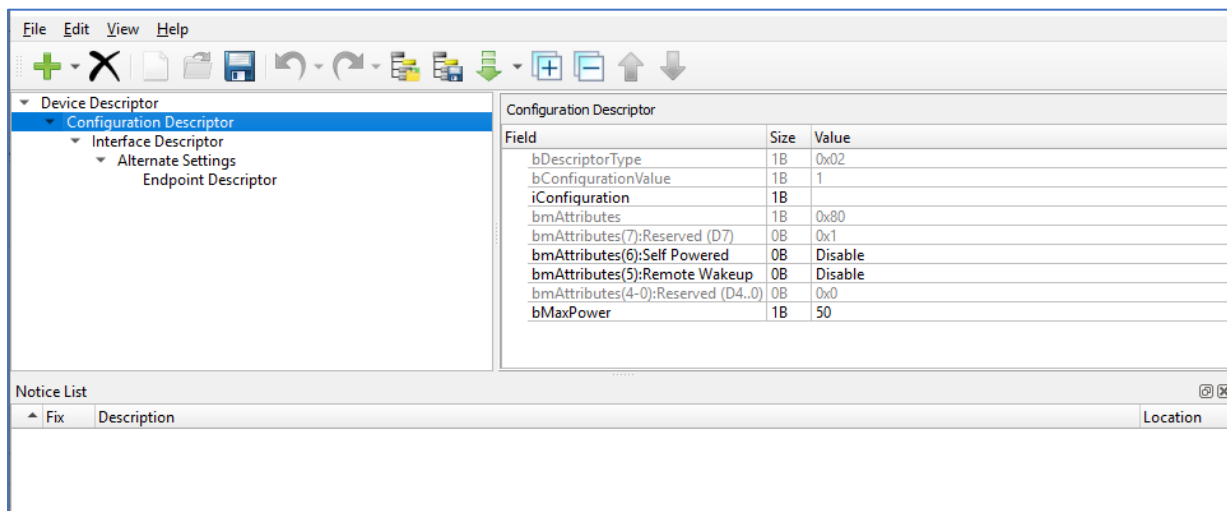 File Edit View Help
Device Descriptor
Configuration Descriptor
Interface Descriptor
Alternate Settings
Endpoint Descriptor
Configuration Descriptor
Field Size Value
bDescriptorType 1B 0x02
bConfigurationValue 1B 1
iConfiguration 1B
bmAttributes 1B 0x80
bmAttributes(7):Reserved (D7) 0B 0x1
bmAttributes(6):Self Powered 0B Disable
bmAttributes(5):Remote Wakeup 0B Disable
bmAttributes(4-0):Reserved (D4..0) 0B 0x0
bMaxPower 1B 50
Notice List
Fix Description Location